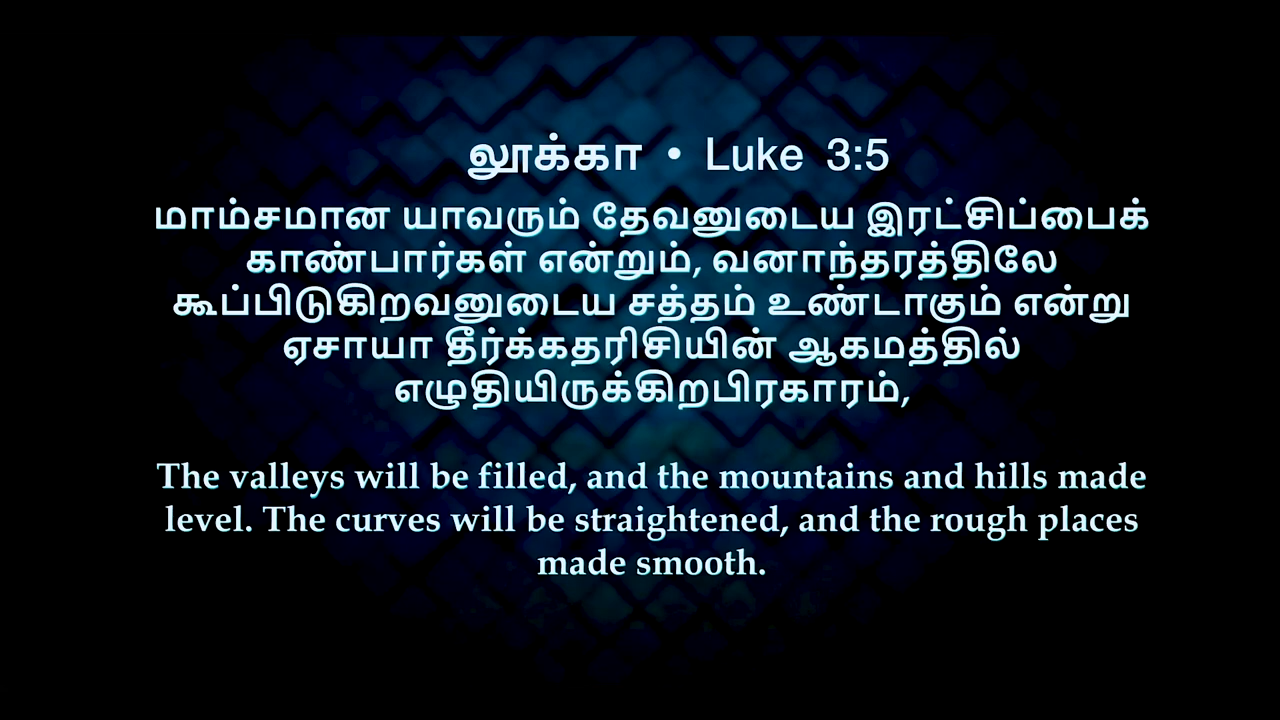 லூக்கா • Luke 3:5
மாம்சமான யாவரும் தேவனுடைய இரட்சிப்பைக்
காண்பார்கள் என்றும், வனாந்தரத்திலே
கூப்பிடுகிறவனுடைய சத்தம் உண்டாகும் என்று
ஏசாயா தீர்க்கதரிசியின் ஆகமத்தில்
எழுதியிருக்கிறபிரகாரம்,
The valleys will be filled, and the mountains and hills made
level. The curves will be straightened, and the rough places
made smooth.